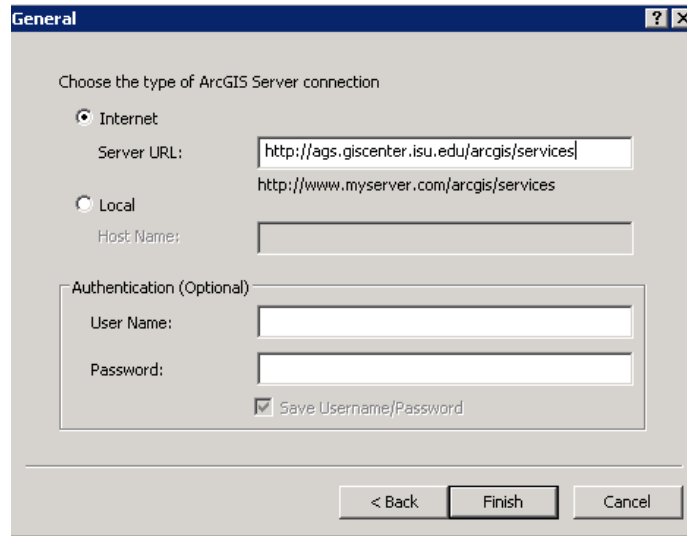 General
Choose the type of ArcGIS Server connection
Internet
Server URL: http://ags.giscenter.isu.edu/arcgis/services
http://www.myserver.com/arcgis/services
Local
Host Name:
Authentication (Optional)
User Name:
Password:
Save Username/Password
< Back Finish Cancel